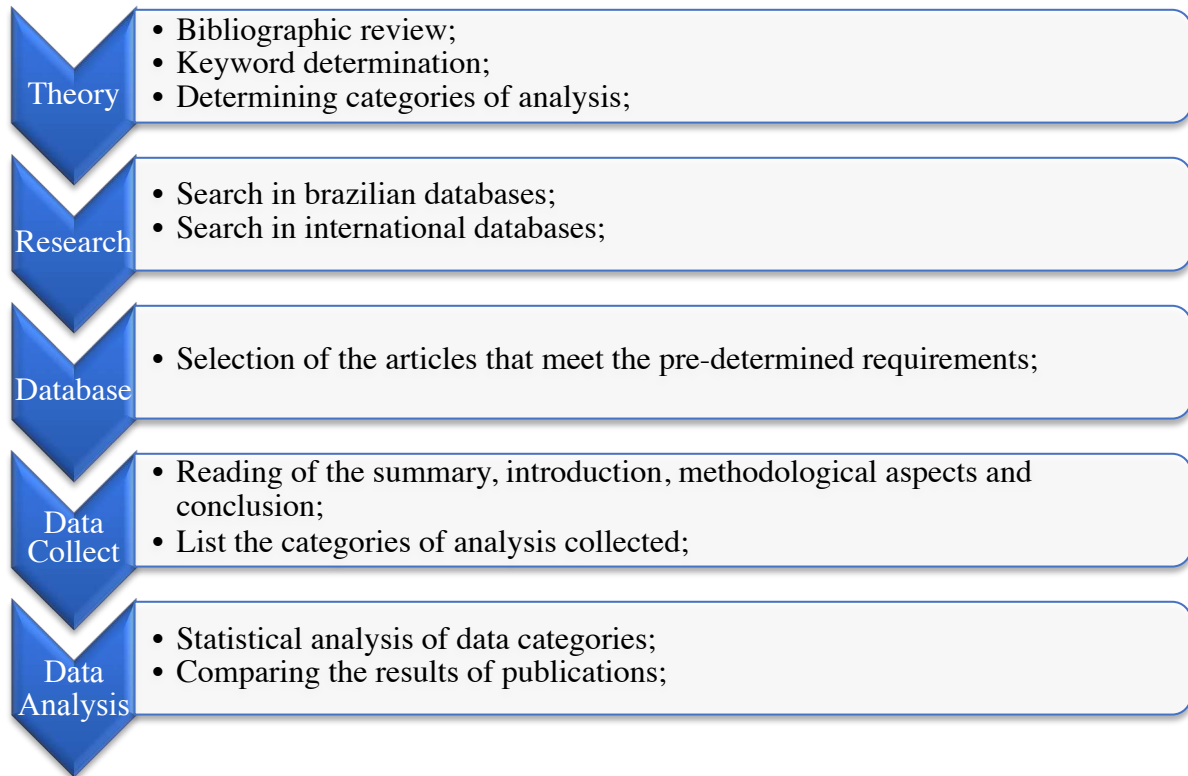 Theory
• Bibliographic review;
• Keyword determination;
• Determining categories of analysis;
Research
• Search in brazilian databases;
• Search in international databases;
Database
• Selection of the articles that meet the pre-determined requirements;
Data
Collect
• Reading of the summary, introduction, methodological aspects and
conclusion;
• List the categories of analysis collected;
Data
Analysis
• Statistical analysis of data categories;
• Comparing the results of publications;